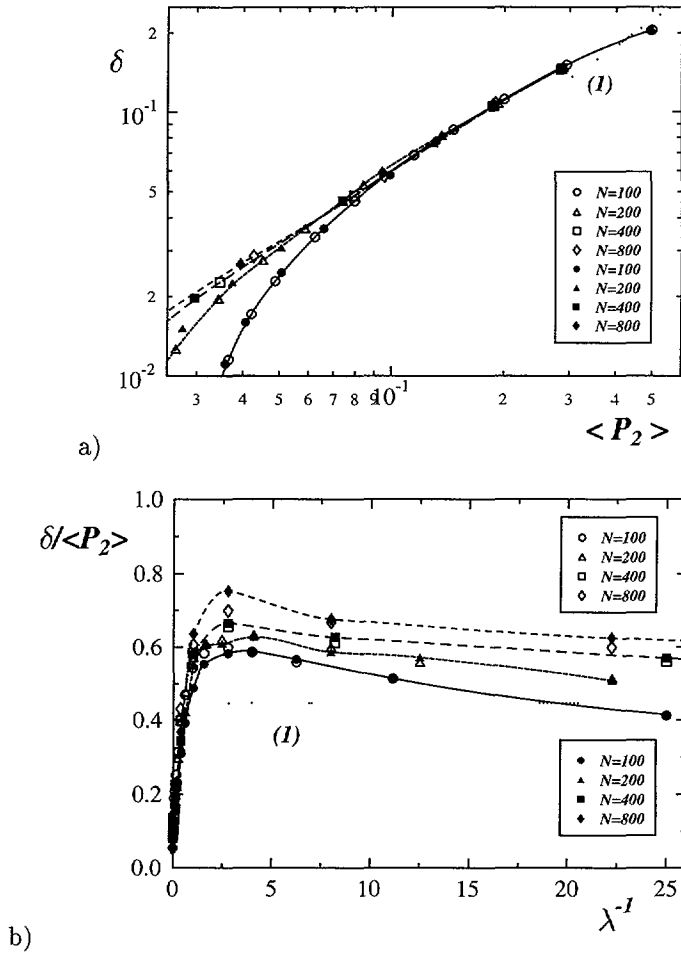 δ
2
10⁻¹
5
2
10⁻²
(1)
N=100
N=200
N=400
N=800
N=100
N=200
N=400
N=800
3 4 5 6 7 8 9 10⁻¹ 2 3 4 5
< P₂ >
a)
δ/<P₂>
1.0
0.8
0.6
0.4
0.2
0.0
N=100
N=200
N=400
N=800
(1)
N=100
N=200
N=400
N=800
0 5 10 15 20 25
λ⁻¹
b)